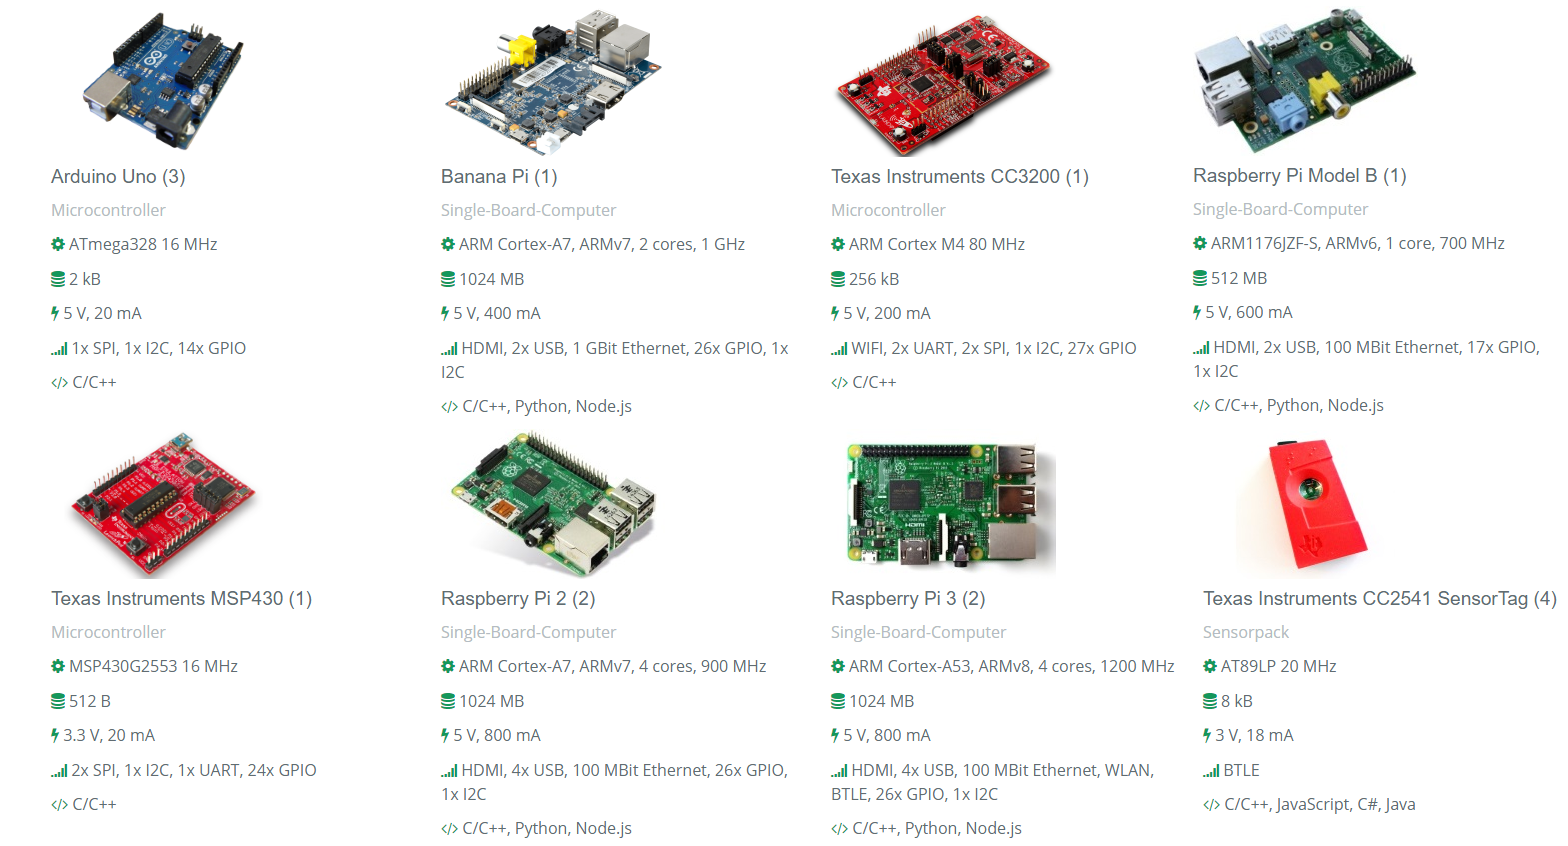 Arduino Uno (3)
Microcontroller
ATmega328 16 MHz
2 kB
5 V, 20 mA
1x SPI, 1x I2C, 14x GPIO
</> C/C++
Banana Pi (1)
Single-Board-Computer
ARM Cortex-A7, ARMv7, 2 cores, 1 GHz
1024 MB
5 V, 400 mA
HDMI, 2x USB, 1 GBit Ethernet, 26x GPIO, 1x
I2C
</> C/C++, Python, Node.js
Texas Instruments CC3200 (1)
Microcontroller
ARM Cortex M4 80 MHz
256 kB
5 V, 200 mA
WIFI, 2x UART, 2x SPI, 1x I2C, 27x GPIO
</> C/C++
Raspberry Pi Model B (1)
Single-Board-Computer
ARM1176JZF-S, ARMv6, 1 core, 700 MHz
512 MB
5 V, 600 mA
HDMI, 2x USB, 100 MBit Ethernet, 17x GPIO,
1x I2C
</> C/C++, Python, Node.js
Texas Instruments MSP430 (1)
Microcontroller
MSP430G2553 16 MHz
512 B
3.3 V, 20 mA
2x SPI, 1x I2C, 1x UART, 24x GPIO
</> C/C++
Raspberry Pi 2 (2)
Single-Board-Computer
ARM Cortex-A7, ARMv7, 4 cores, 900 MHz
1024 MB
5 V, 800 mA
HDMI, 4x USB, 100 MBit Ethernet, 26x GPIO,
1x I2C
</> C/C++, Python, Node.js
Raspberry Pi 3 (2)
Single-Board-Computer
ARM Cortex-A53, ARMv8, 4 cores, 1200 MHz
1024 MB
5 V, 800 mA
HDMI, 4x USB, 100 MBit Ethernet, WLAN,
BTLE, 26x GPIO, 1x I2C
</> C/C++, Python, Node.js
Texas Instruments CC2541 SensorTag (4)
Sensorpack
AT89LP 20 MHz
8 kB
3 V, 18 mA
BTLE
</> C/C++, JavaScript, C#, Java